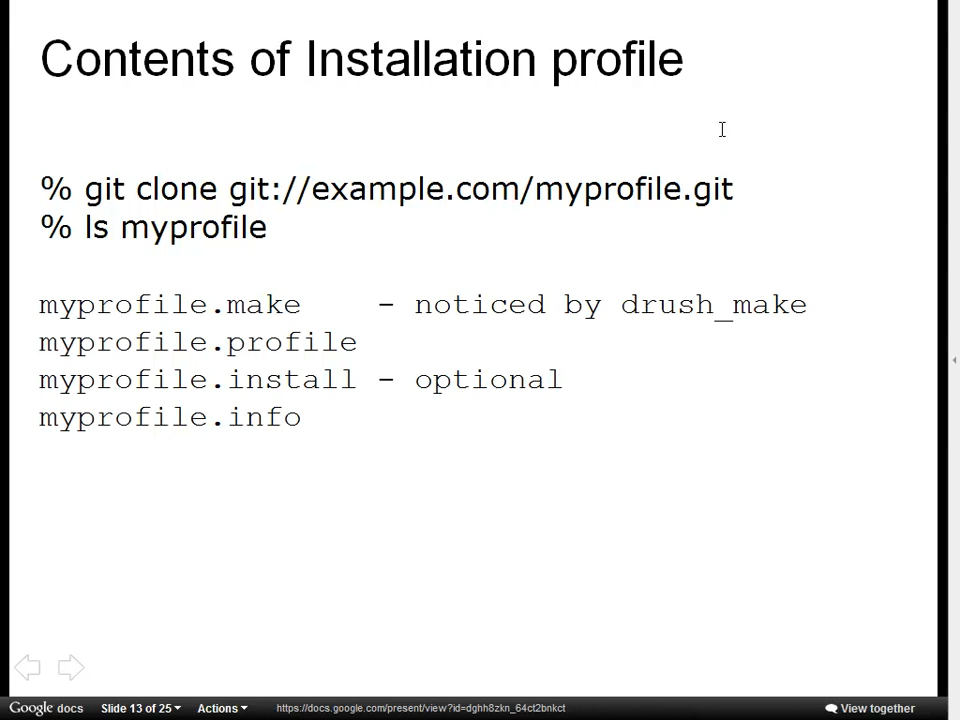 Contents of Installation profile
% git clone git://example.com/myprofile.git
% ls myprofile
myprofile.make - noticed by drush_make
myprofile.profile
myprofile.install - optional
myprofile.info
Google docs Slide 13 of 25 Actions https://docs.google.com/present/view?id=dghh8zkn_64ct2bnkct View together